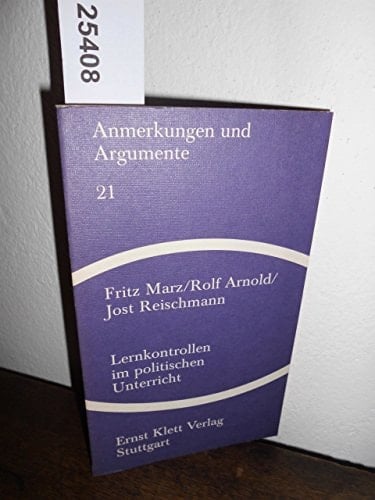 25408
Anmerkungen und
Argumente
21
Fritz Marz/Rolf Arnold/
Jost Reischmann
Lernkontrollen
im politischen
Unterricht
Ernst Klett Verlag
Stuttgart